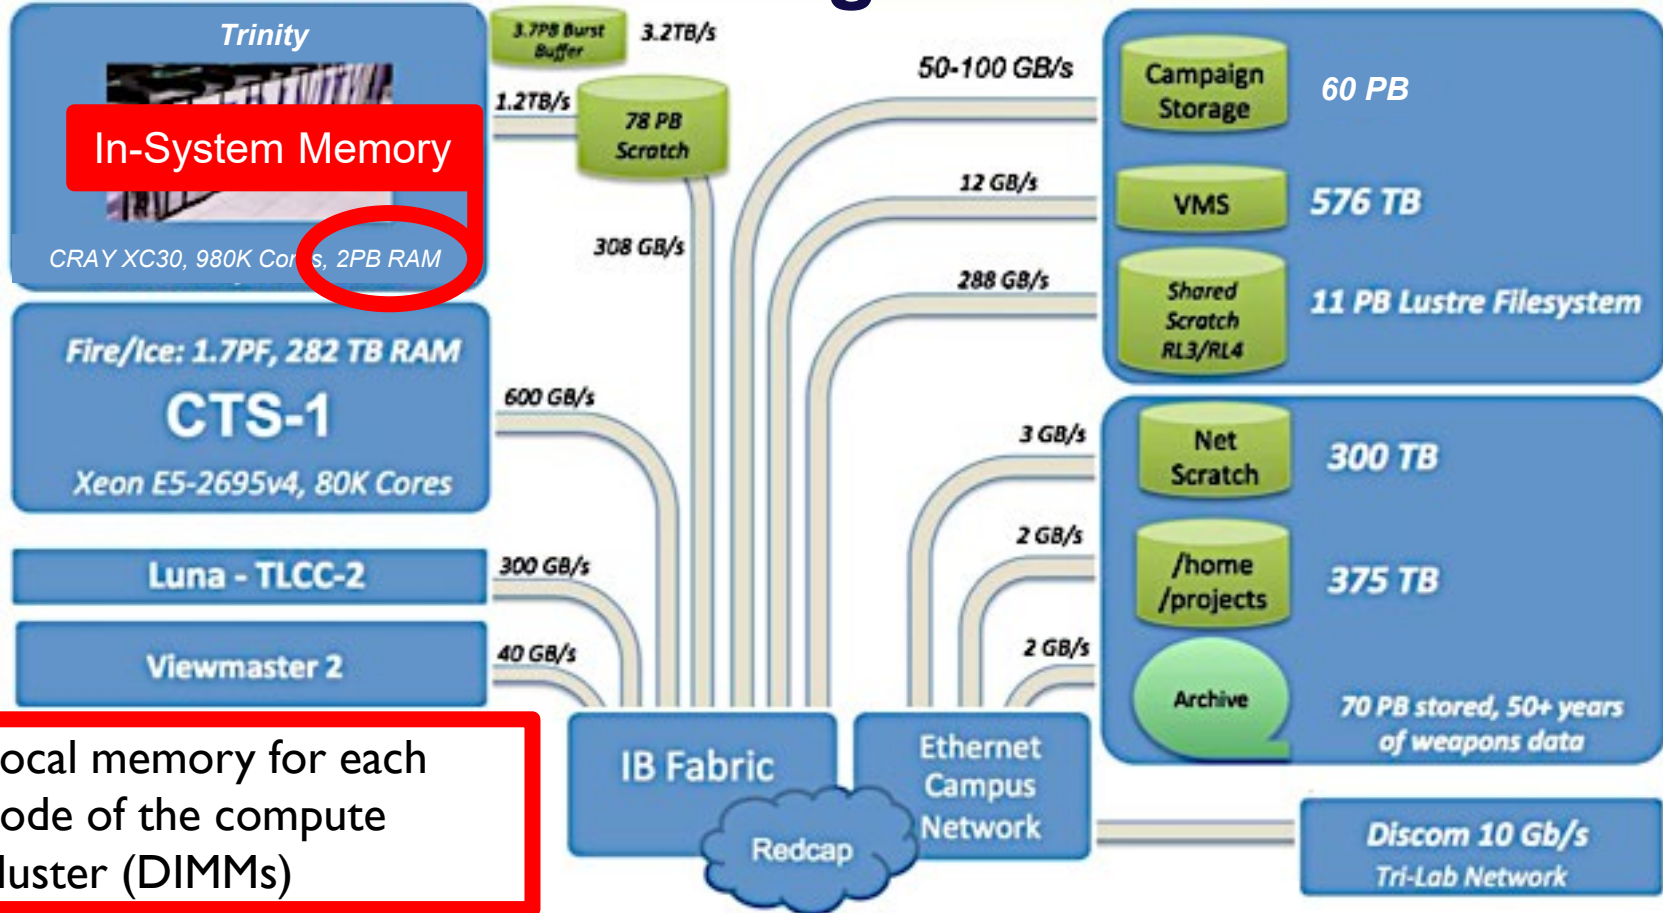 g
Trinity
In-System Memory
CRAY XC30, 980K Cores, 2PB RAM
3.7PB Burst
Buffer
3.2TB/s
1.2TB/s
78 PB
Scratch
308 GB/s
Fire/Ice: 1.7PF, 282 TB RAM
CTS-1
Xeon E5-2695v4, 80K Cores
600 GB/s
Luna - TLCC-2
300 GB/s
Viewmaster 2
40 GB/s
50-100 GB/s
Campaign
Storage
60 PB
12 GB/s
VMS
576 TB
288 GB/s
Shared
Scratch
RL3/RL4
11 PB Lustre Filesystem
3 GB/s
Net
Scratch
300 TB
2 GB/s
/home
/projects
375 TB
2 GB/s
Archive
70 PB stored, 50+ years
of weapons data
ocal memory for each
ode of the compute
luster (DIMMs)
IB Fabric
Redcap
Ethernet
Campus
Network
Discom 10 Gb/s
Tri-Lab Network